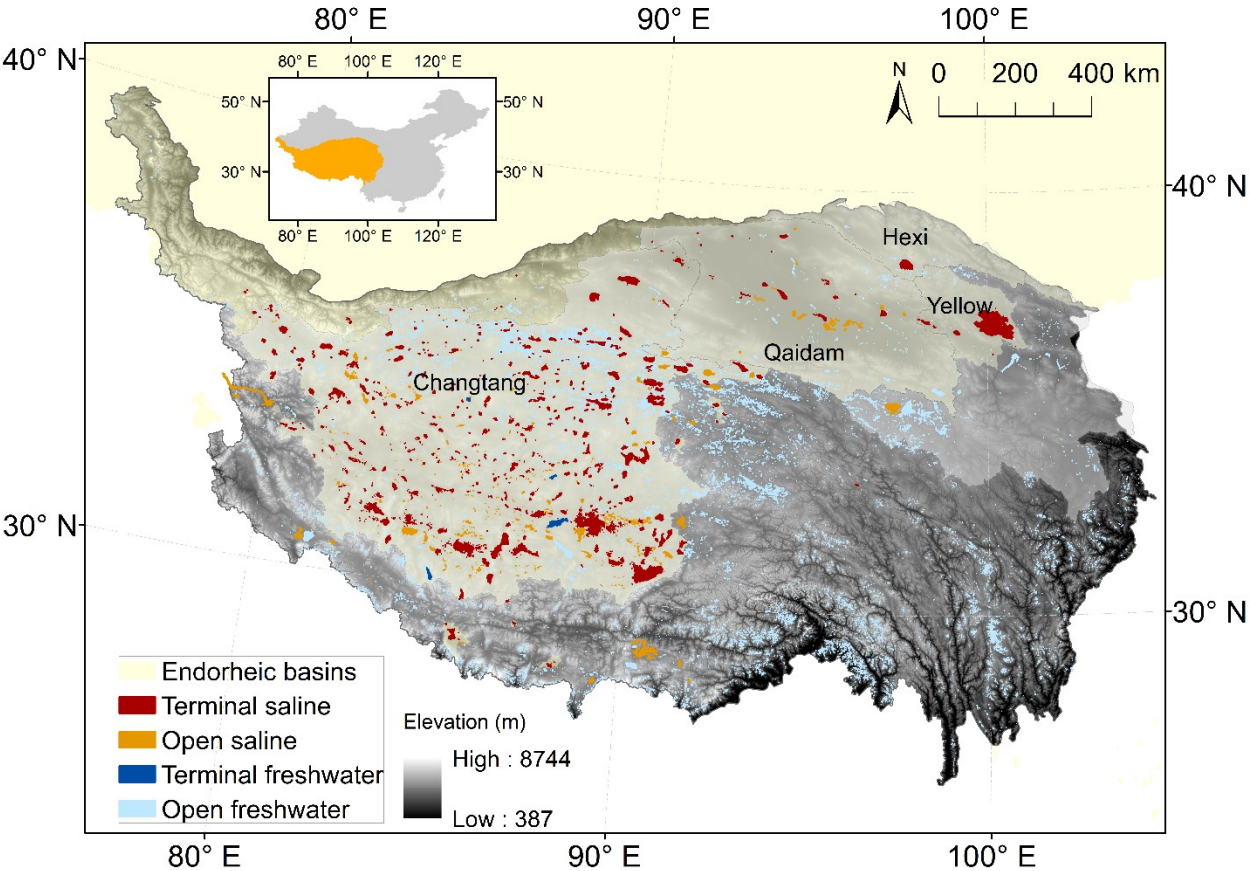 80° E 90° E 100° E
40° N
80° E 100° E 120° E
50° N 50° N
30° N 30° N
80° E 100° E 120° E
N
0 200 400 km
40° N
Hexi
Yellow
Qaidam
Changtang
30° N
30° N
Endorheic basins
Terminal saline
Open saline
Terminal freshwater
Open freshwater
Elevation (m)
High : 8744
Low : 387
80° E 90° E 100° E